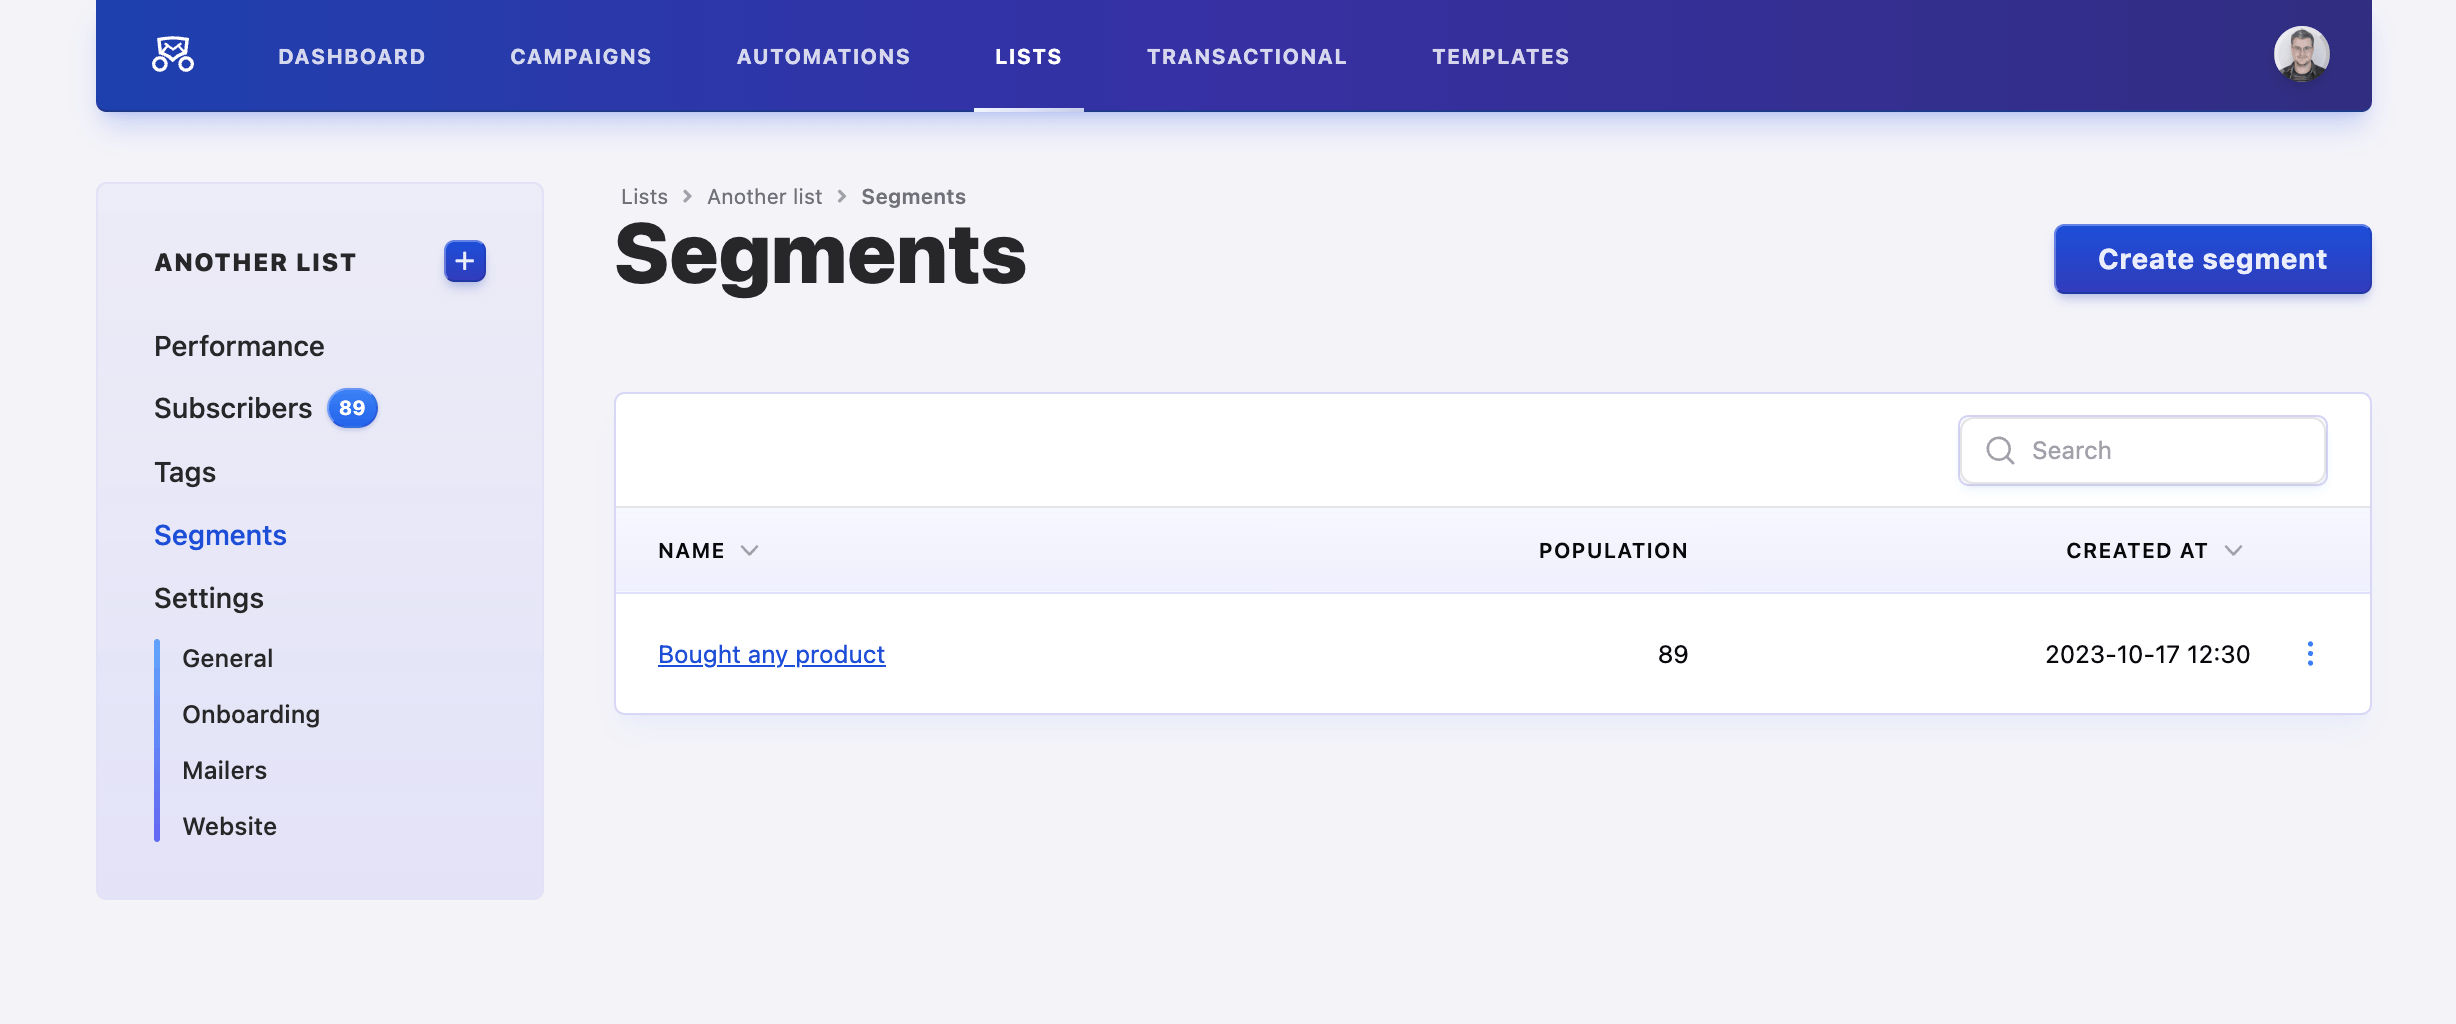 DASHBOARD CAMPAIGNS AUTOMATIONS LISTS TRANSACTIONAL TEMPLATES
ANOTHER LIST
Performance
Subscribers 89
Tags
Segments
Settings
General
Onboarding
Mailers
Website
Lists Another list Segments
Segments
Create segment
Search
NAME POPULATION CREATED AT
Bought any product 89 2023-10-17 12:30